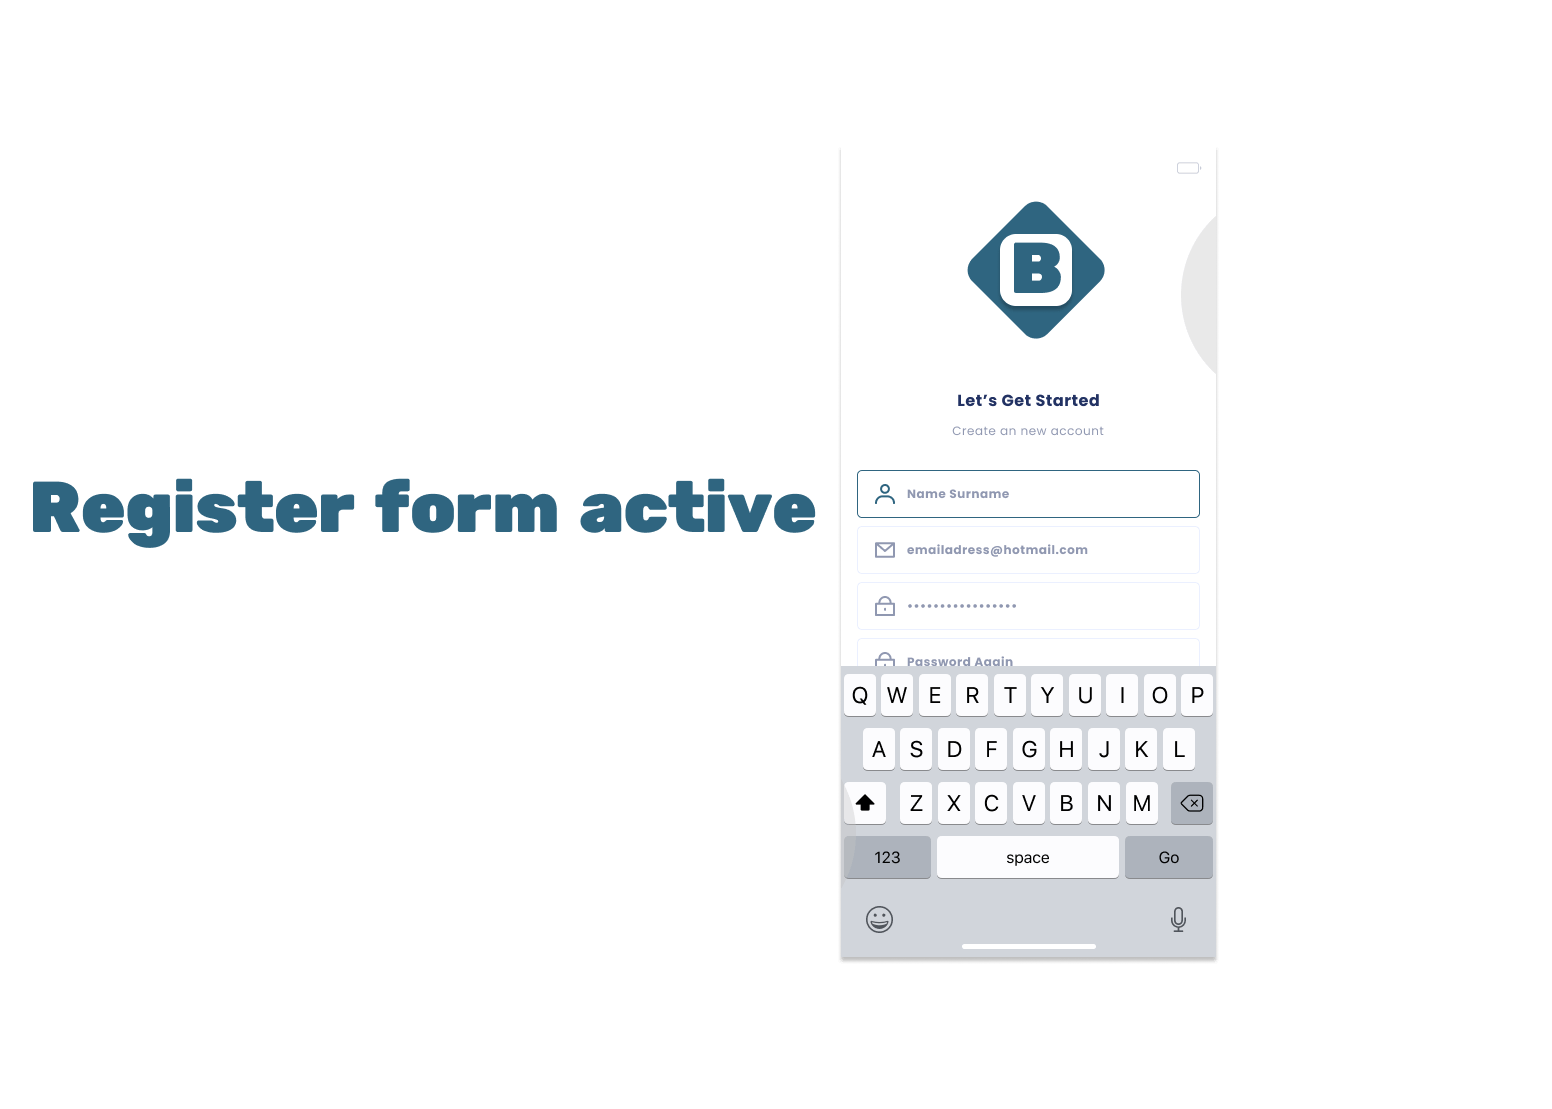 Register form active
B
Let’s Get Started
Create an new account
Name Surname
emailadress@hotmail.com
•••••••••••••••••
Password Again
Q W E R T Y U I O P
A S D F G H J K L
Z X C V B N M
123 space Go